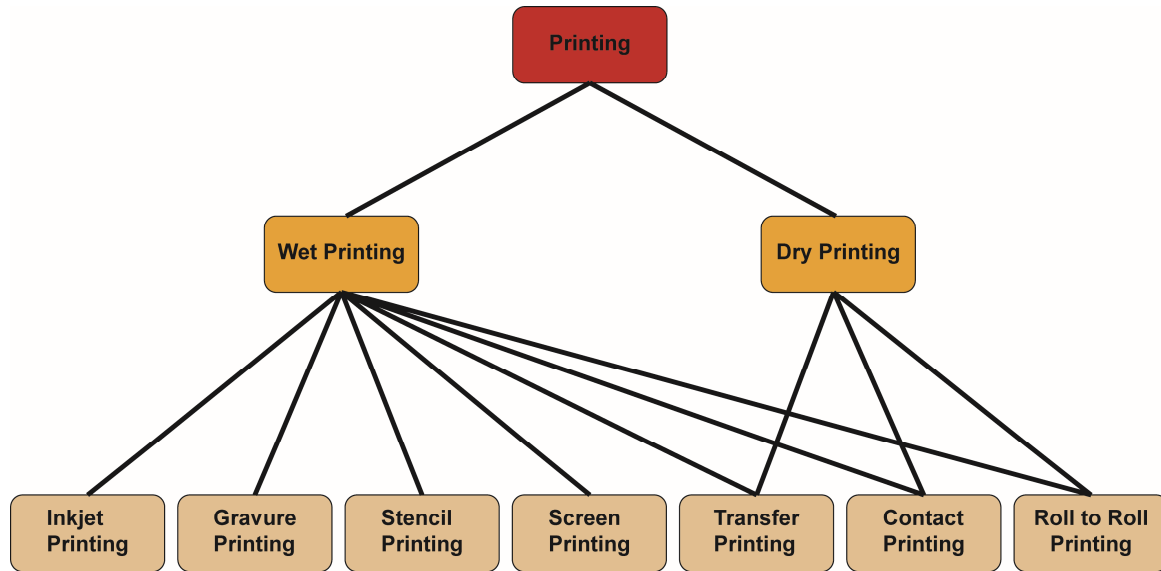 Printing
Wet Printing
Dry Printing
Inkjet
Printing
Gravure
Printing
Stencil
Printing
Screen
Printing
Transfer
Printing
Contact
Printing
Roll to Roll
Printing